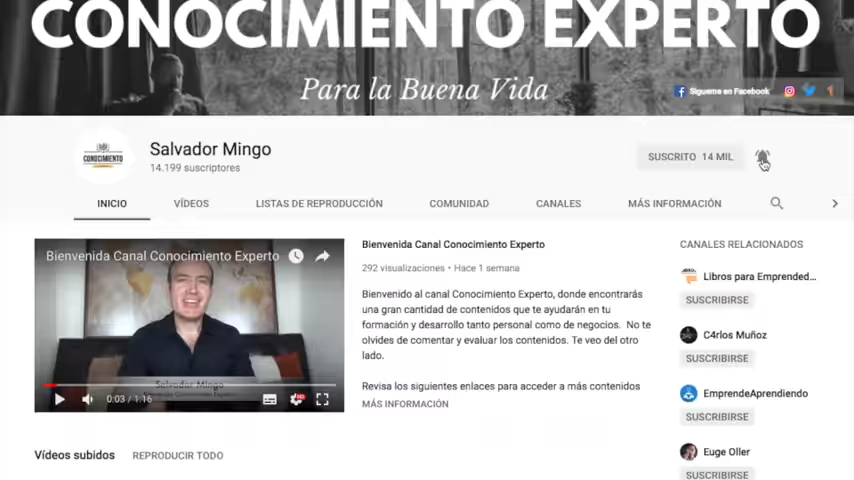 CONOCIMIENTO EXPERTO
Para la Buena Vida
Sígueme en Facebook
CONOCIMIENTO
Salvador Mingo
14.199 suscriptores
SUSCRITO 14 MIL
INICIO VÍDEOS LISTAS DE REPRODUCCIÓN COMUNIDAD CANALES MÁS INFORMACIÓN
Bienvenida Canal Conocimiento Experto
Salvador Mingo
0:03 / 1:16
Bienvenida Canal Conocimiento Experto
292 visualizaciones • Hace 1 semana
Bienvenido al canal Conocimiento Experto, donde encontrarás
una gran cantidad de contenidos que te ayudarán en tu
formación y desarrollo tanto personal como de negocios. No te
olvides de comentar y evaluar los contenidos. Te veo del otro
lado.
Revisa los siguientes enlaces para acceder a más contenidos
MÁS INFORMACIÓN
CANALES RELACIONADOS
Libros para Emprended...
SUSCRIBIRSE
C4rlos Muñoz
SUSCRIBIRSE
EmprendeAprendiendo
SUSCRIBIRSE
Euge Oller
SUSCRIBIRSE
Vídeos subidos REPRODUCIR TODO